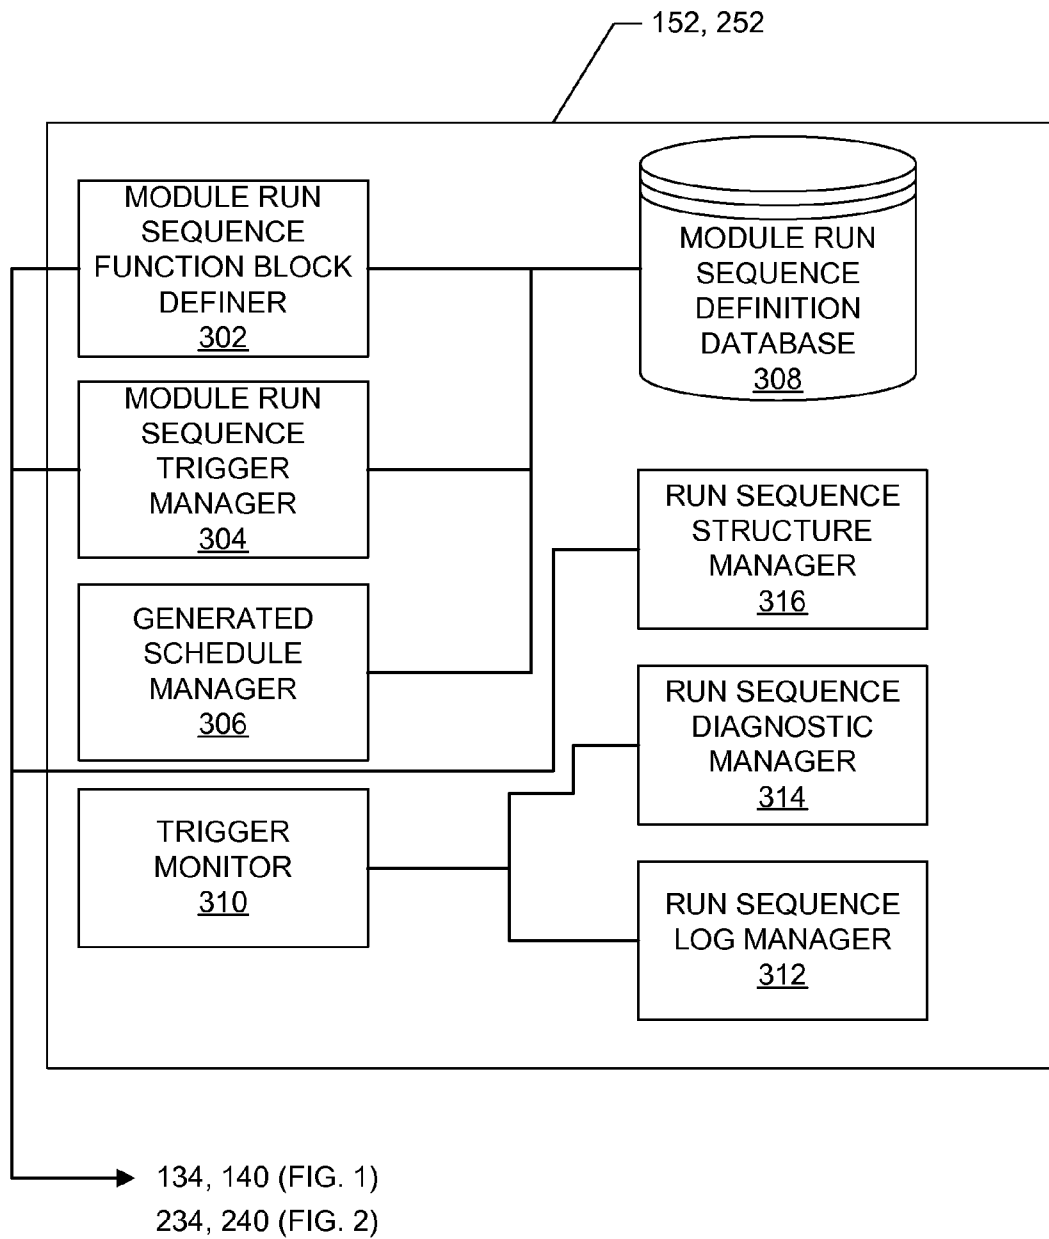 152, 252
MODULE RUN
SEQUENCE
FUNCTION BLOCK
DEFINER
302
MODULE RUN
SEQUENCE
DEFINITION
DATABASE
308
MODULE RUN
SEQUENCE
TRIGGER
MANAGER
304
RUN SEQUENCE
STRUCTURE
MANAGER
316
GENERATED
SCHEDULE
MANAGER
306
RUN SEQUENCE
DIAGNOSTIC
MANAGER
314
TRIGGER
MONITOR
310
RUN SEQUENCE
LOG MANAGER
312
134, 140 (FIG. 1)
234, 240 (FIG. 2)